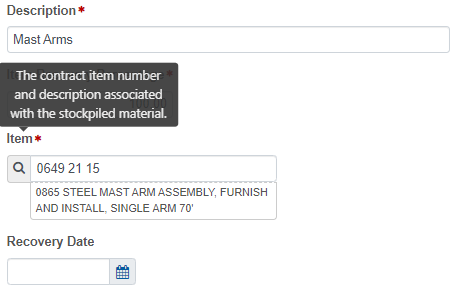 Description*
Mast Arms
The contract item number
and description associated
with the stockpiled material.
Item*
0649 21 15
0865 STEEL MAST ARM ASSEMBLY, FURNISH
AND INSTALL, SINGLE ARM 70'
Recovery Date